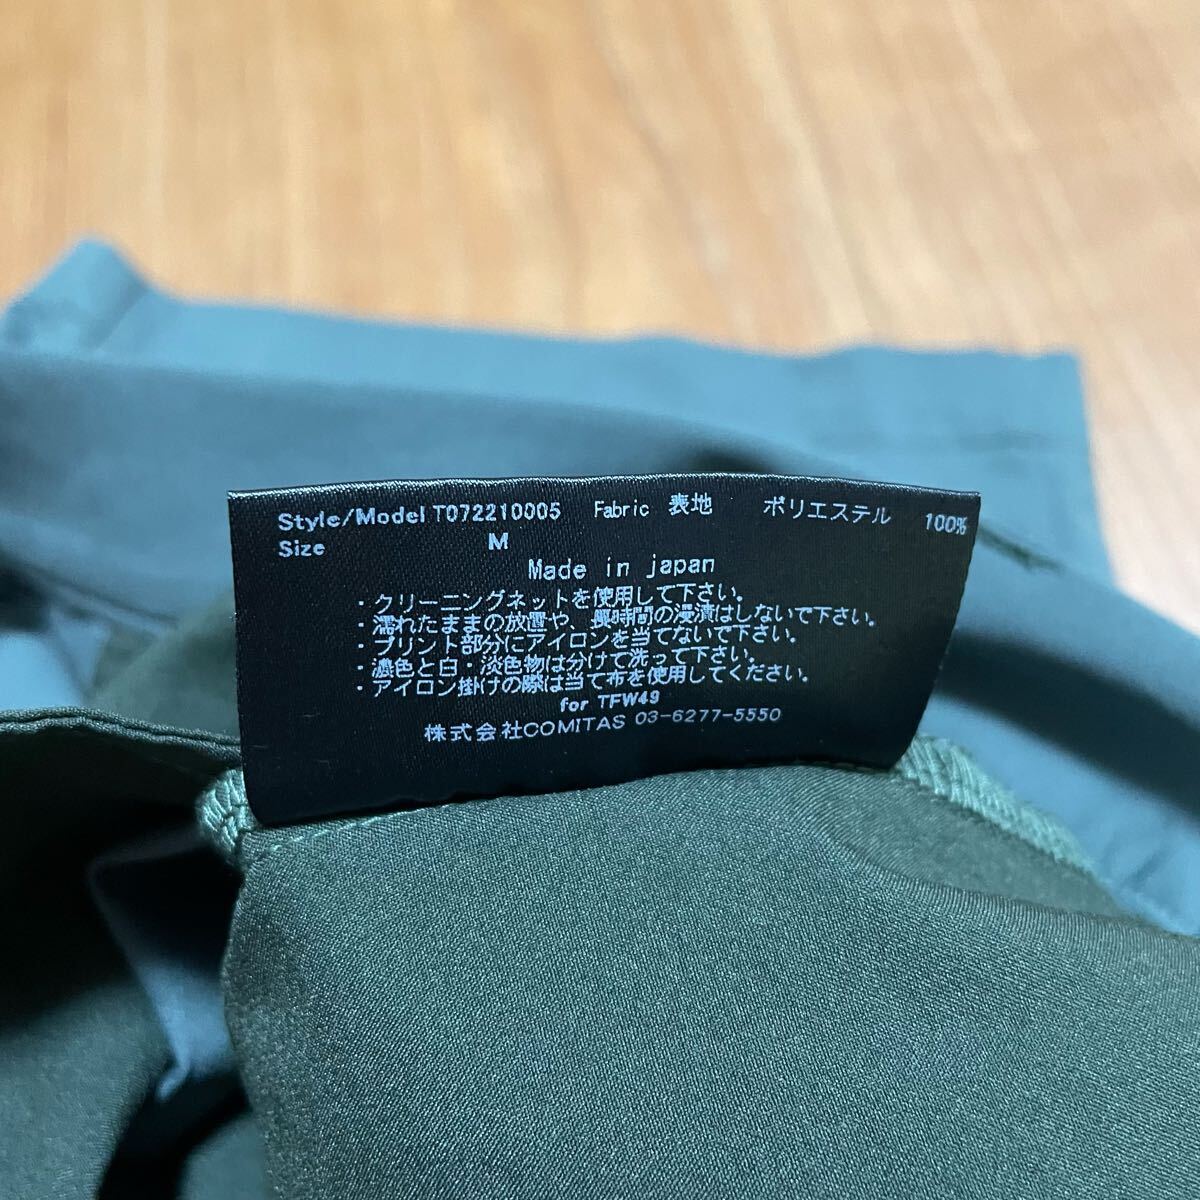 Style/Model T072210005 Fabric 表地 ポリエステル 100%
Size M
Made in japan
・クリーニングネットを使用して下さい。
・濡れたままの放置や、長時間の浸漬はしないで下さい。
・プリント部分にアイロンを当てないで下さい。
・濃色と白・淡色物は分けて洗って下さい。
・アイロン掛けの際は当て布を使用してください。
for TFW49
株式会社COMITAS 03-6277-5550